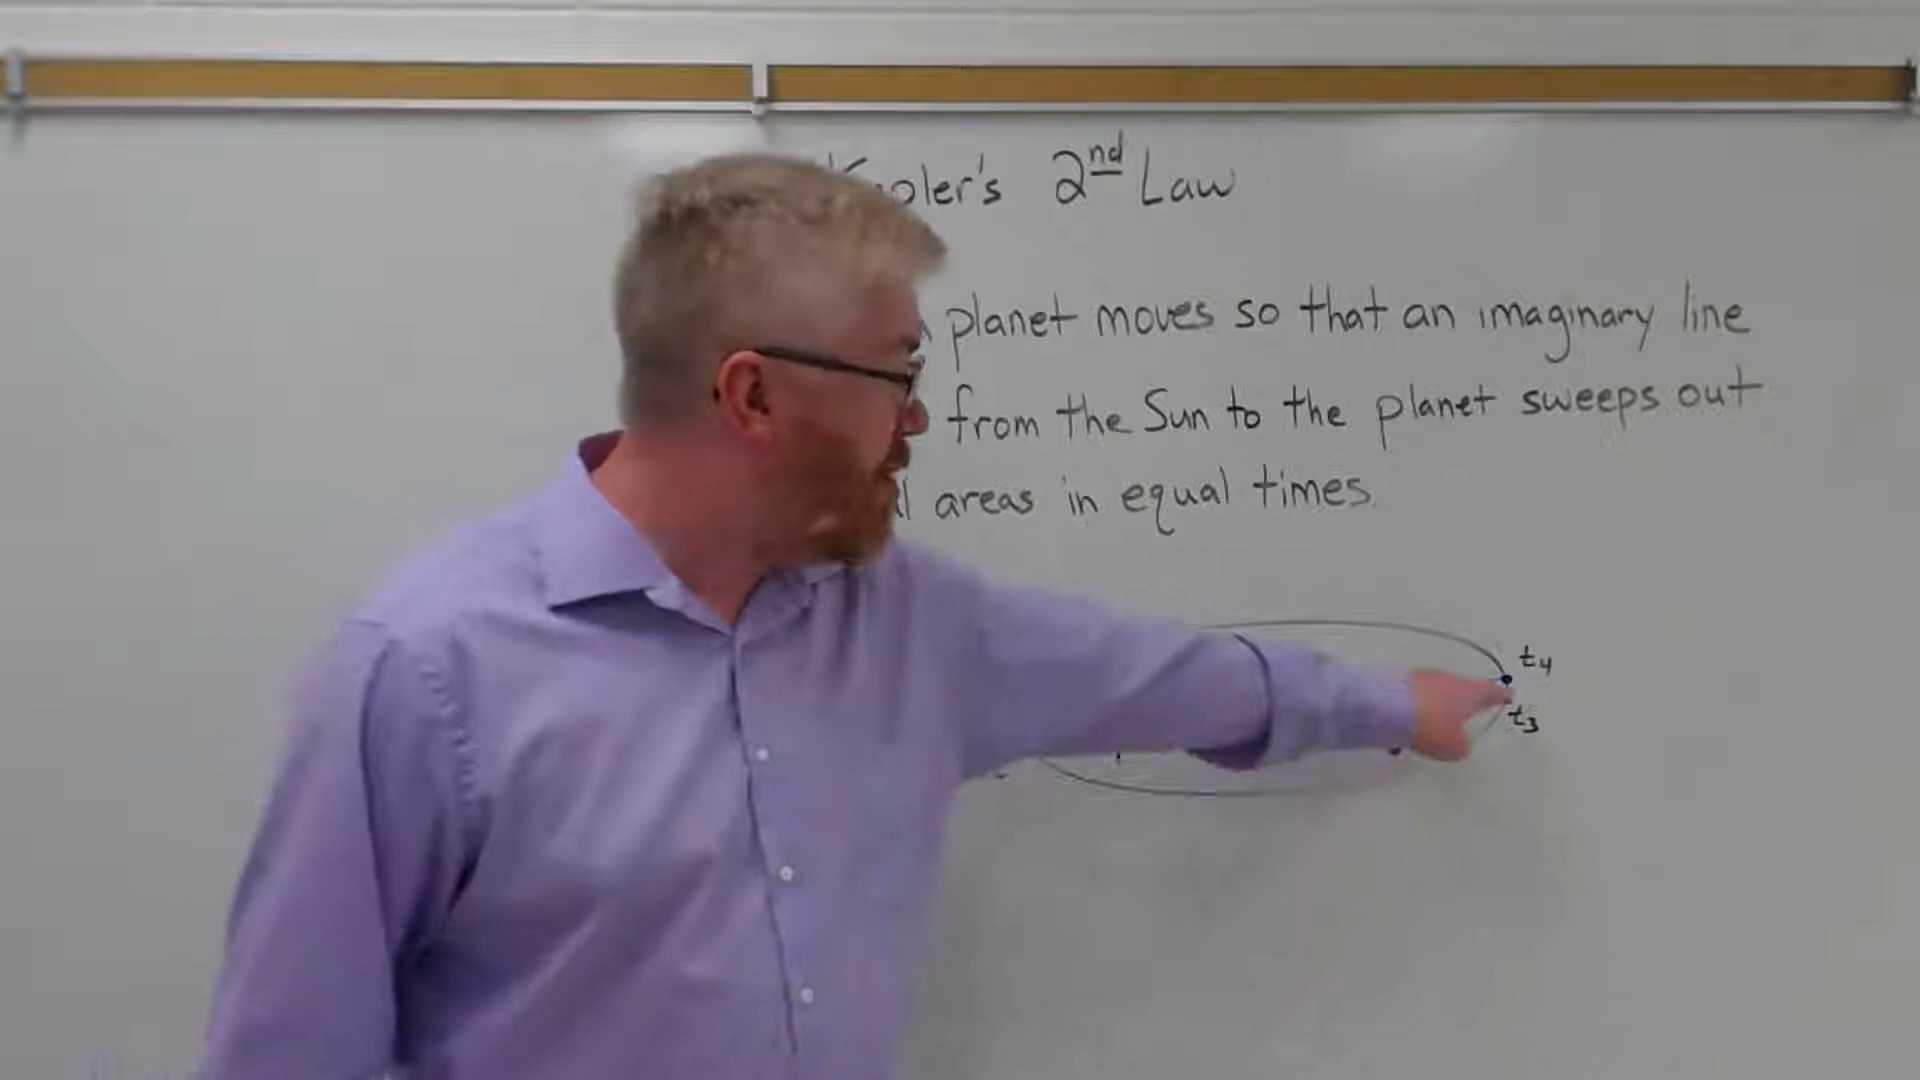 Kepler's 2nd Law
planet moves so that an imaginary line
from the Sun to the planet sweeps out
areas in equal times.
t4
t3